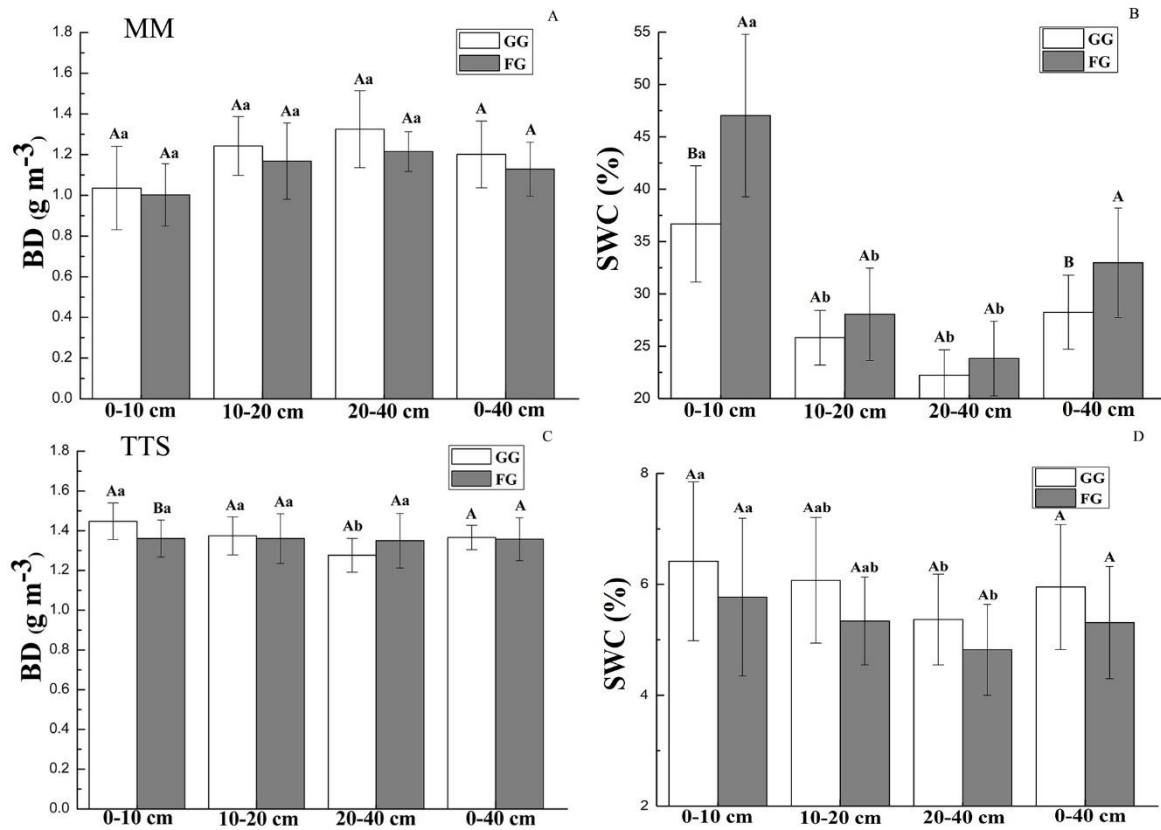 A
MM
GG
FG
BD (g m-3)
1.8
1.6
1.4
1.2
1.0
0.8
0.6
0.4
0.2
0.0
Aa Aa Aa Aa Aa Aa A A
0-10 cm 10-20 cm 20-40 cm 0-40 cm
B
GG
FG
SWC (%)
55
50
45
40
35
30
25
20
Ba Aa Ab Ab Ab Ab B A
0-10 cm 10-20 cm 20-40 cm 0-40 cm
C
TTS
GG
FG
BD (g m-3)
1.8
1.6
1.4
1.2
1.0
0.8
0.6
0.4
0.2
0.0
Aa Ba Aa Aa Ab Aa A A
0-10 cm 10-20 cm 20-40 cm 0-40 cm
D
GG
FG
SWC (%)
8
6
4
2
Aa Aa Aab Aab Ab Ab A A
0-10 cm 10-20 cm 20-40 cm 0-40 cm